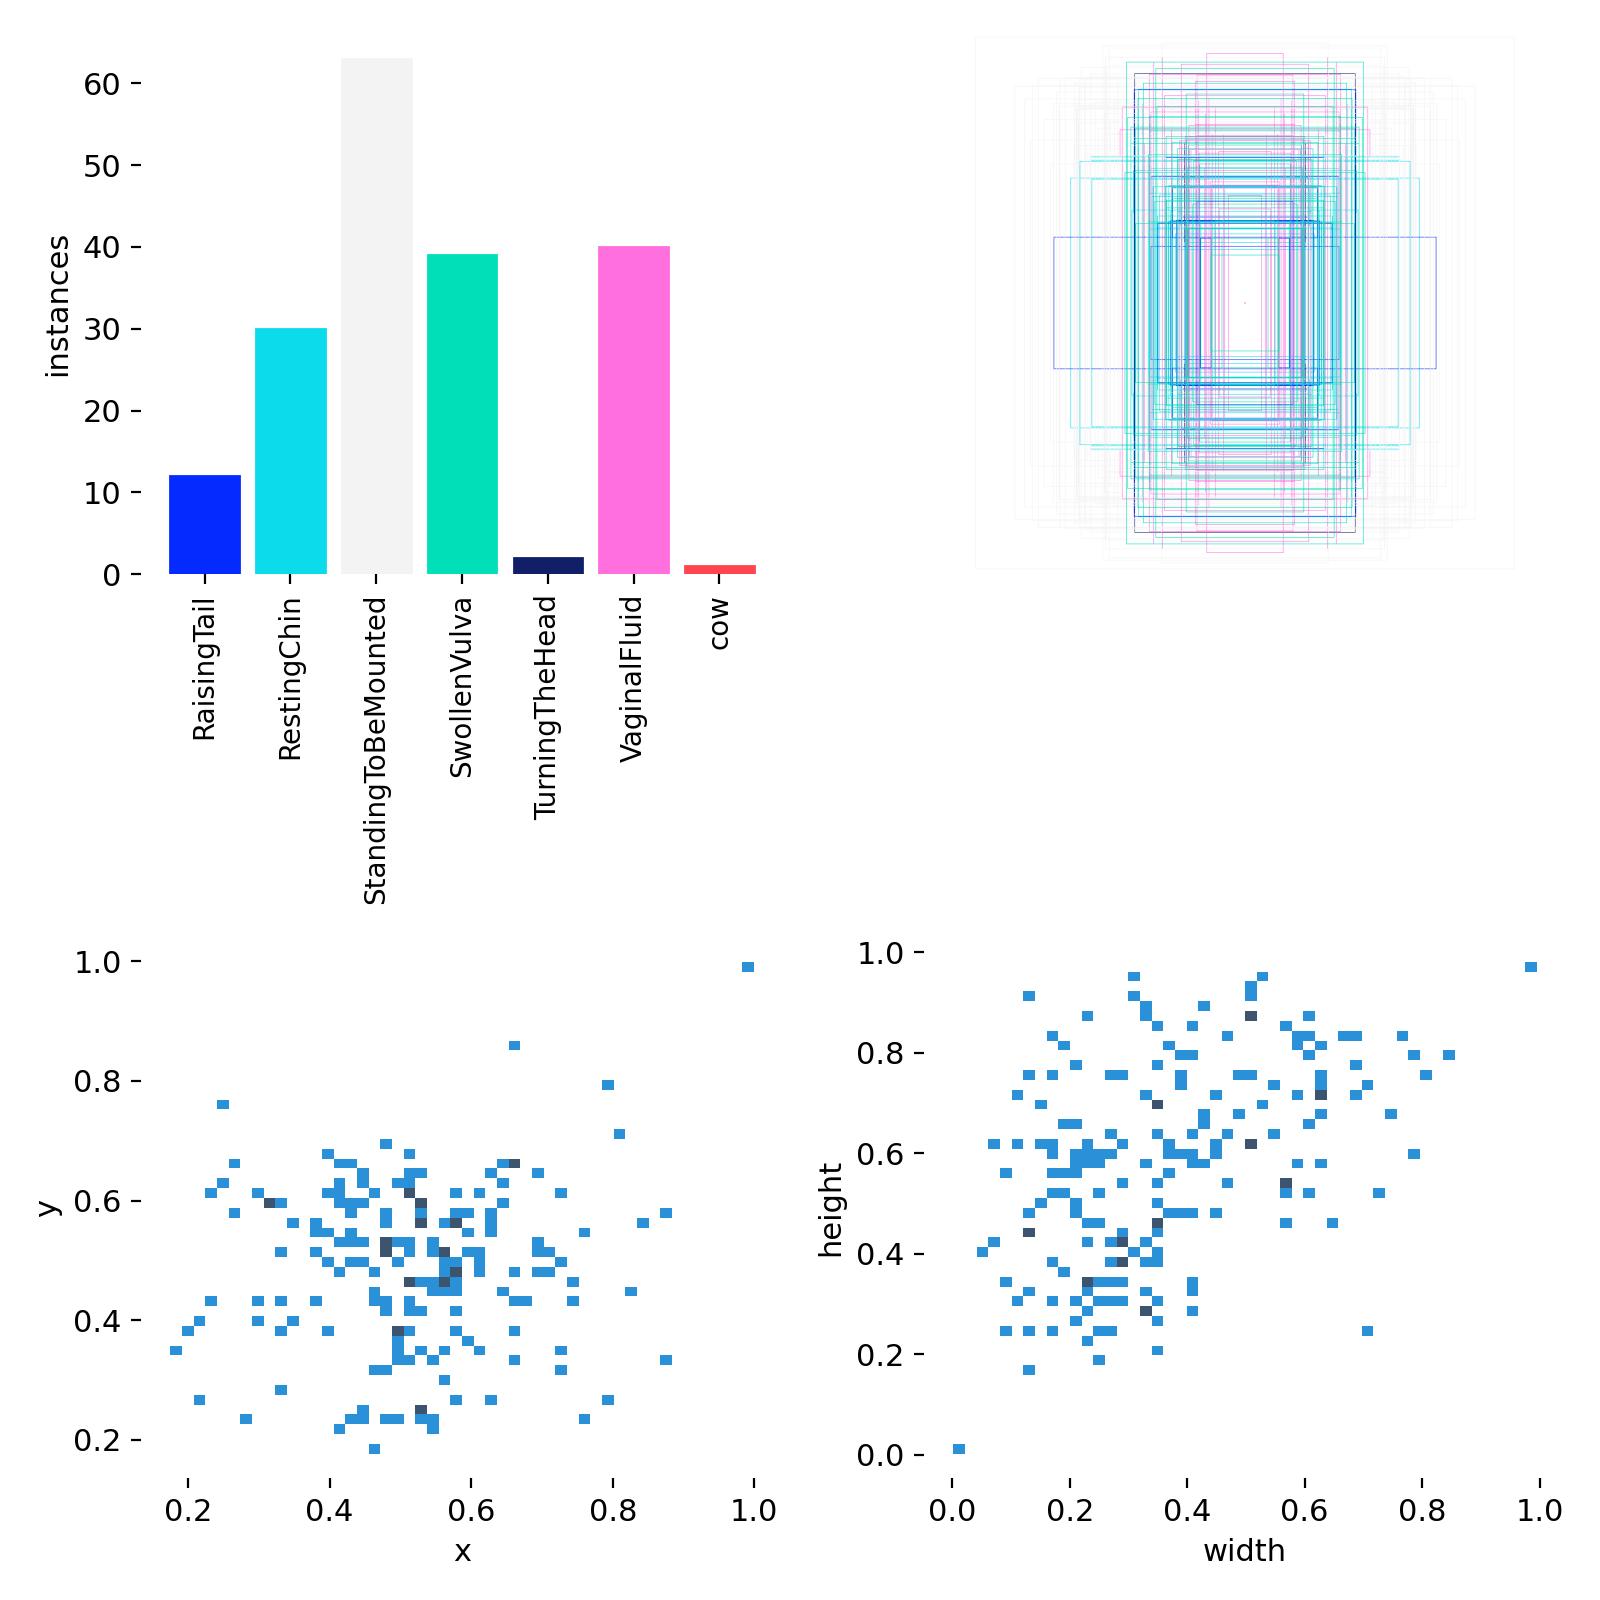 60
50
40
30
20
10
0
instances
RaisingTail
RestingChin
StandingToBeMounted
SwollenVulva
TurningTheHead
VaginalFluid
cow
1.0
0.8
0.6
0.4
0.2
y
0.2 0.4 0.6 0.8 1.0
x
1.0
0.8
0.6
0.4
0.2
0.0
height
0.0 0.2 0.4 0.6 0.8 1.0
width